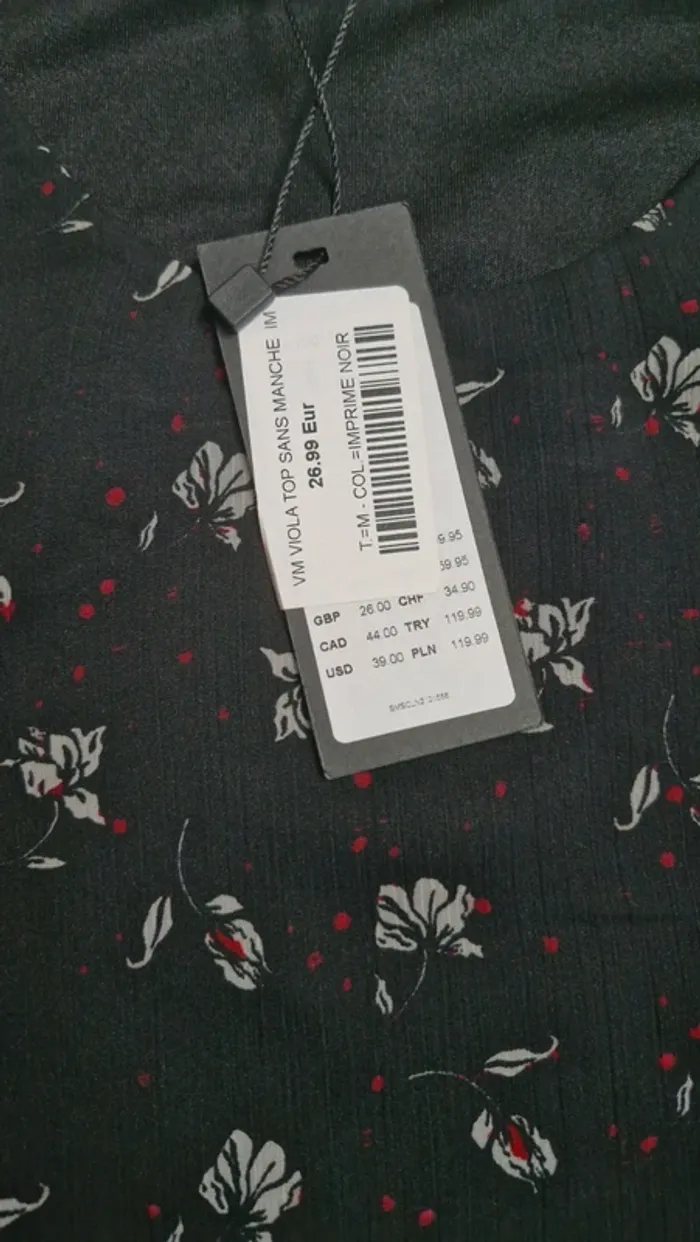 VM VIOLA TOP SANS MANCHE IM
26.99 Eur
T.=M - COL.=IMPRIME NOIR
9.95
59.95
GBP 26.00 CHF 34.90
CAD 44.00 TRY 119.99
USD 39.00 PLN 119.99